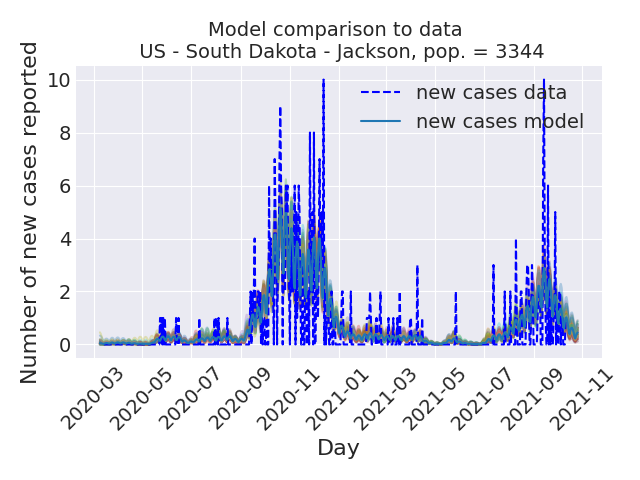 Model comparison to data
US - South Dakota - Jackson, pop. = 3344
Number of new cases reported
10
8
6
4
2
0
new cases data
new cases model
2020-03
2020-05
2020-07
2020-09
2020-11
2021-01
2021-03
2021-05
2021-07
2021-09
2021-11
Day